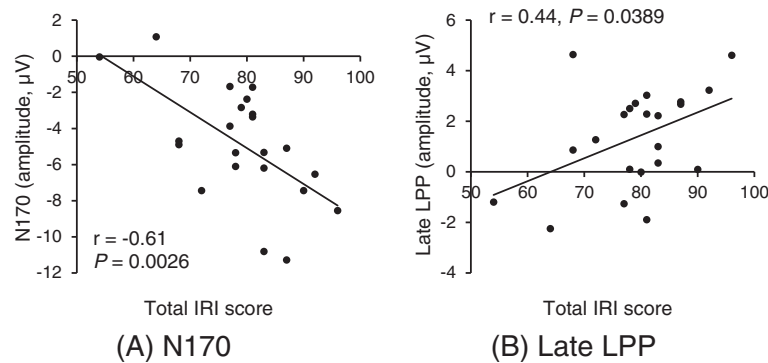 2
0
50 60 70 80 90 100
-2
-4
-6
-8
-10
-12
N170 (amplitude, μV)
r = -0.61
P = 0.0026
Total IRI score
(A) N170
r = 0.44, P = 0.0389
6
4
2
0
50 60 70 80 90 100
-2
-4
Late LPP (amplitude, μV)
Total IRI score
(B) Late LPP